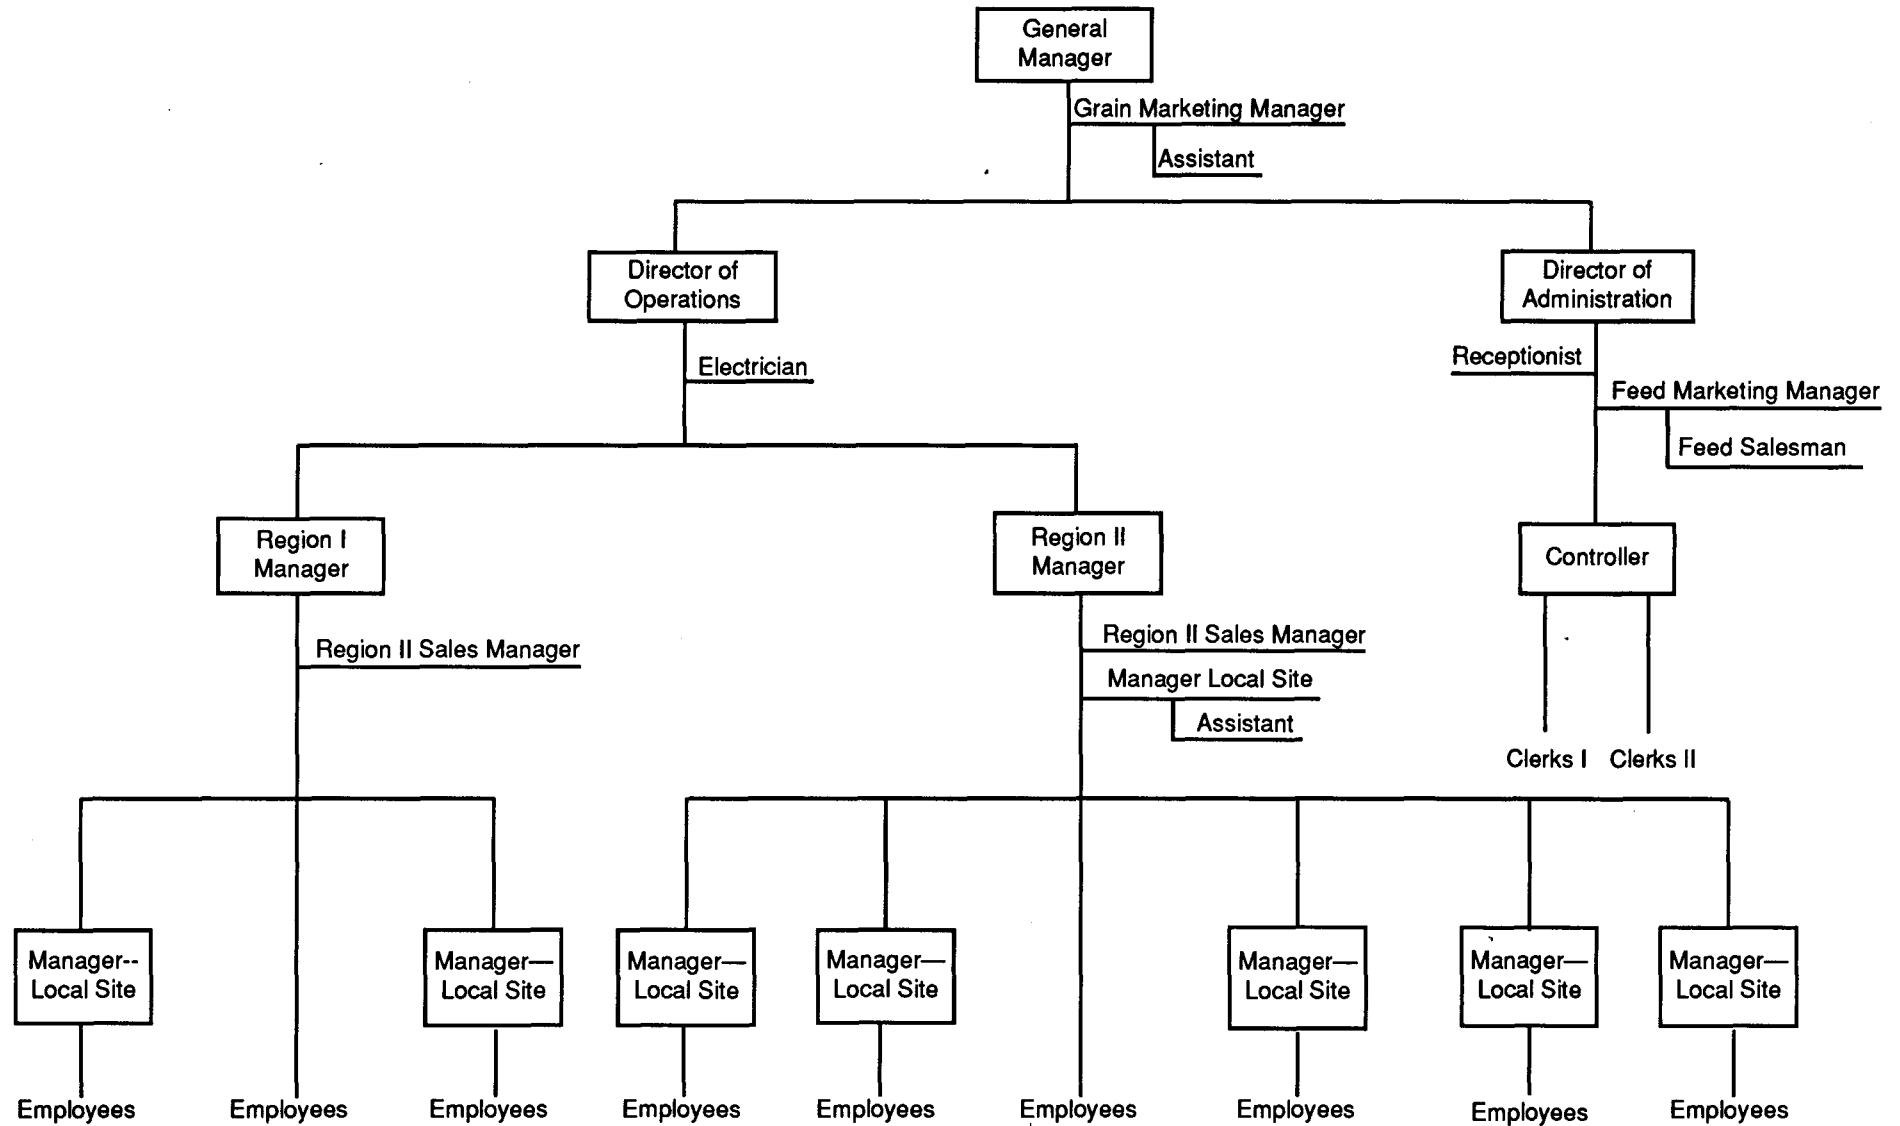 General
Manager
Grain Marketing Manager
Assistant
Director of
Operations
Director of
Administration
Electrician
Receptionist
Feed Marketing Manager
Feed Salesman
Region I
Manager
Region II
Manager
Controller
Region II Sales Manager
Region II Sales Manager
Manager Local Site
Assistant
Clerks I
Clerks II
Manager--
Local Site
Manager—
Local Site
Manager—
Local Site
Manager—
Local Site
Manager—
Local Site
Manager—
Local Site
Manager—
Local Site
Employees
Employees
Employees
Employees
Employees
Employees
Employees
Employees
Employees